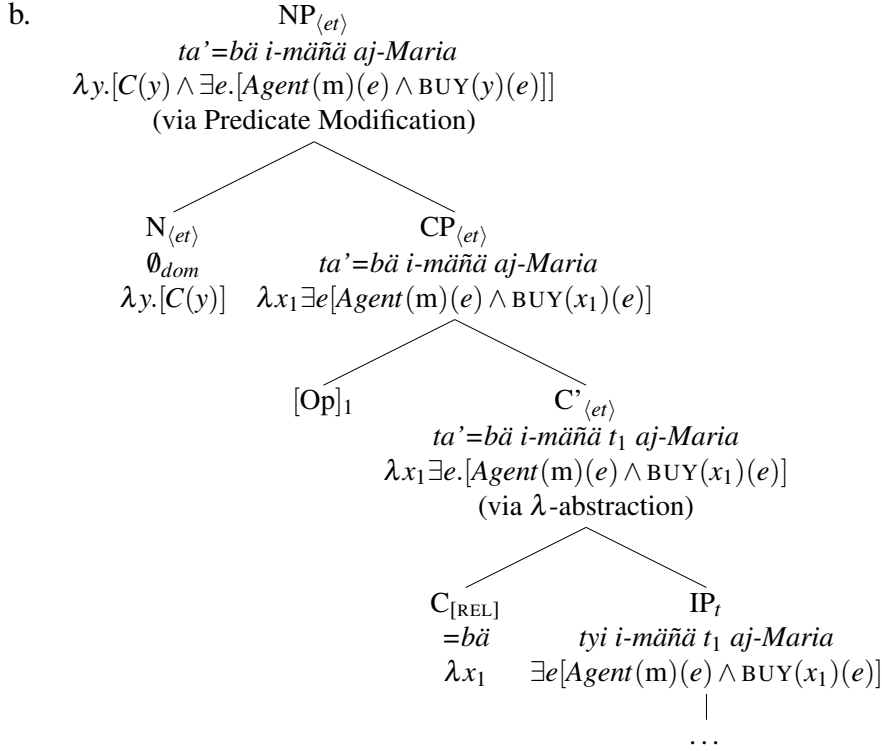 b.
NP⟨et⟩
ta’=bä i-mäñä aj-Maria
λy.[C(y) ∧ ∃e.[Agent(m)(e) ∧ BUY(y)(e)]]
(via Predicate Modification)
N⟨et⟩ CP⟨et⟩
∅dom ta’=bä i-mäñä aj-Maria
λy.[C(y)] λx₁∃e[Agent(m)(e) ∧ BUY(x₁)(e)]
[Op]₁ C’⟨et⟩
ta’=bä i-mäñä t₁ aj-Maria
λx₁∃e.[Agent(m)(e) ∧ BUY(x₁)(e)]
(via λ-abstraction)
C[REL] IPt
=bä tyi i-mäñä t₁ aj-Maria
λx₁ ∃e[Agent(m)(e) ∧ BUY(x₁)(e)]
...